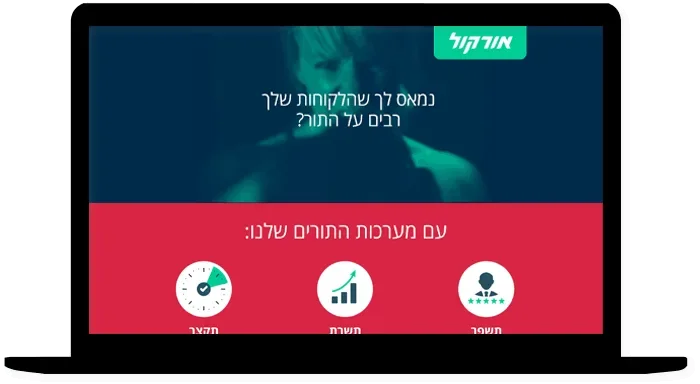 אורקול
נמאס לך שהלקוחות שלך
רבים על התור?
עם מערכות התורים שלנו:
תשפר
תשרת
תקצר